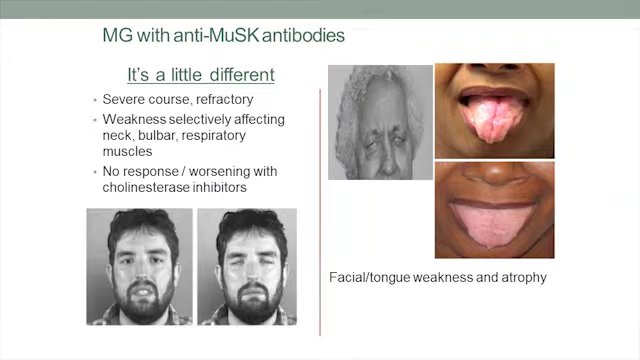 MG with anti-MuSK antibodies
It's a little different
• Severe course, refractory
• Weakness selectively affecting
neck, bulbar, respiratory
muscles
• No response / worsening with
cholinesterase inhibitors
Facial/tongue weakness and atrophy